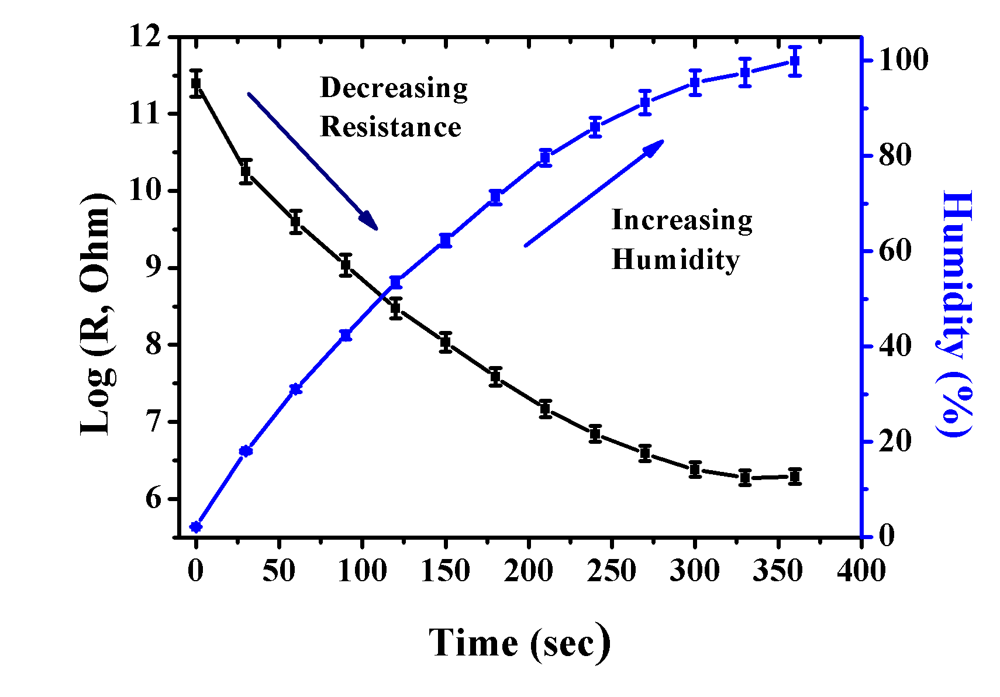 12
11
10
9
8
7
6
Log (R, Ohm)
Decreasing
Resistance
Increasing
Humidity
100
80
60
40
20
0
Humidity (%)
0 50 100 150 200 250 300 350 400
Time (sec)